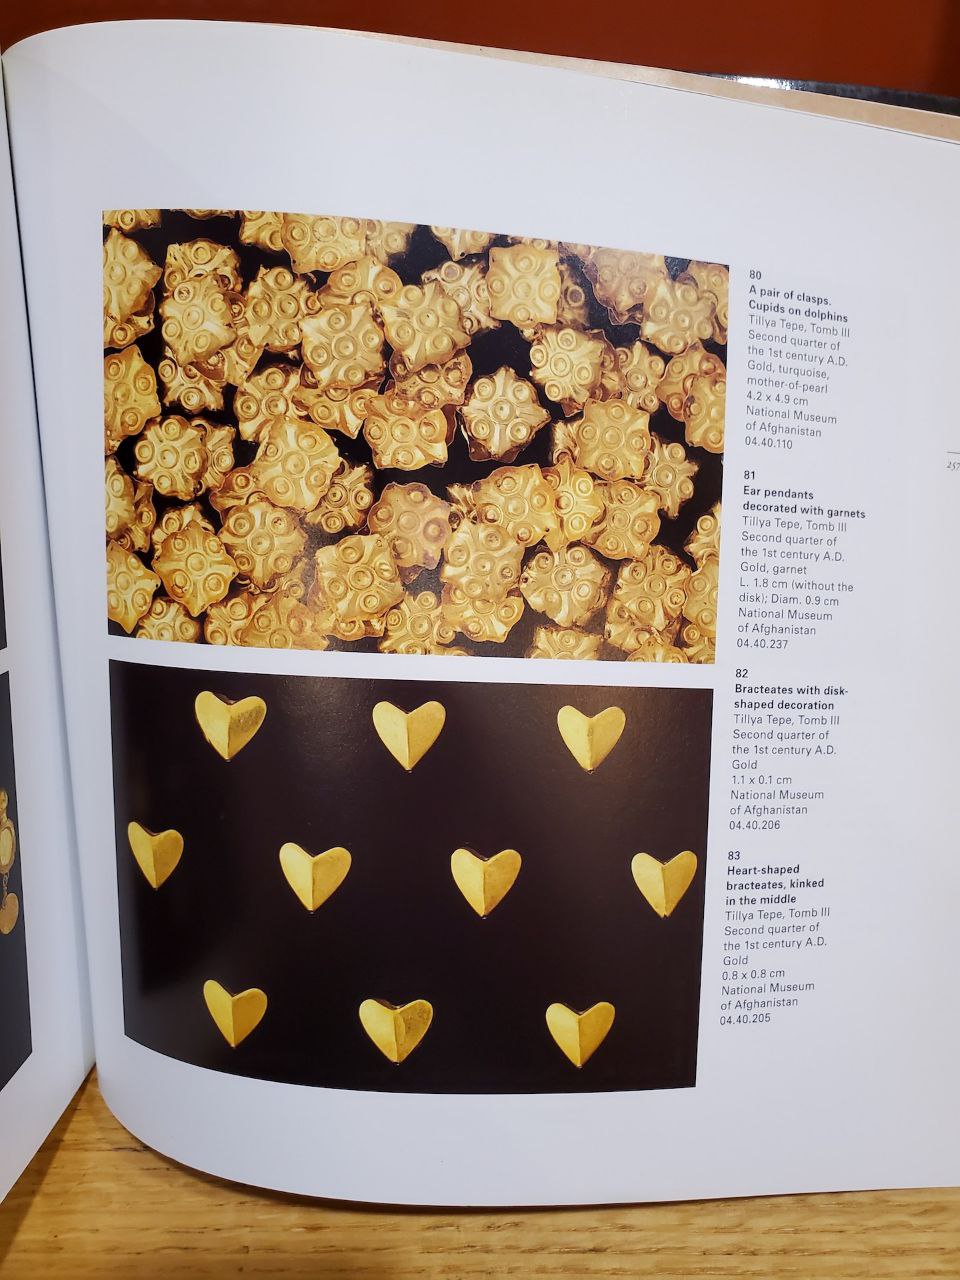 80
A pair of clasps.
Cupids on dolphins
Tillya Tepe, Tomb III
Second quarter of
the 1st century A.D.
Gold, turquoise,
mother-of-pearl
4.2 x 4.9 cm
National Museum
of Afghanistan
04.40.110
81
Ear pendants
decorated with garnets
Tillya Tepe, Tomb III
Second quarter of
the 1st century A.D.
Gold, garnet
L. 1.8 cm (without the
disk); Diam. 0.9 cm
National Museum
of Afghanistan
04.40.237
82
Bracteates with disk-
shaped decoration
Tillya Tepe, Tomb III
Second quarter of
the 1st century A.D.
Gold
1.1 x 0.1 cm
National Museum
of Afghanistan
04.40.206
83
Heart-shaped
bracteates, kinked
in the middle
Tillya Tepe, Tomb III
Second quarter of
the 1st century A.D.
Gold
0.8 x 0.8 cm
National Museum
of Afghanistan
04.40.205
257